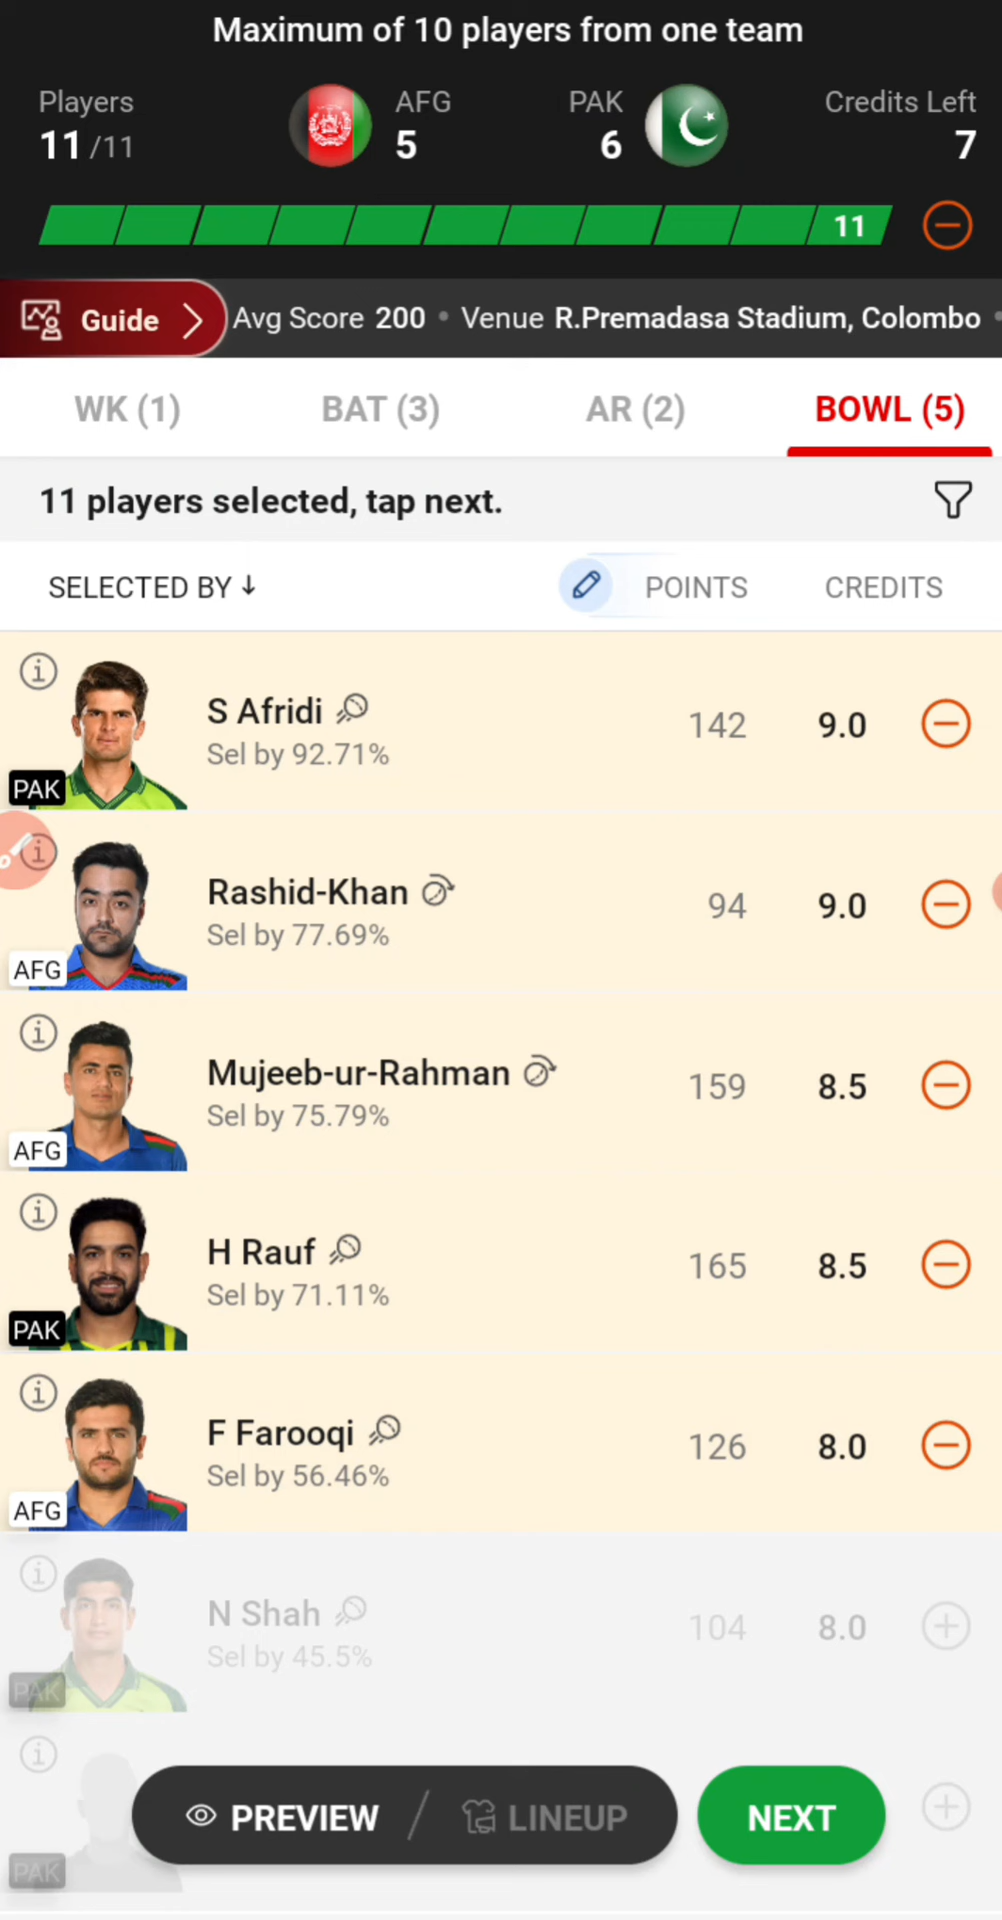 Maximum of 10 players from one team
Players AFG PAK Credits Left
11 /11 5 6 7
11
Guide Avg Score 200 • Venue R.Premadasa Stadium, Colombo
WK (1) BAT (3) AR (2) BOWL (5)
11 players selected, tap next.
SELECTED BY ↓ POINTS CREDITS
S Afridi 142 9.0
Sel by 92.71%
PAK
Rashid-Khan 94 9.0
Sel by 77.69%
AFG
Mujeeb-ur-Rahman 159 8.5
Sel by 75.79%
AFG
H Rauf 165 8.5
Sel by 71.11%
PAK
F Farooqi 126 8.0
Sel by 56.46%
AFG
N Shah 104 8.0
Sel by 45.5%
PAK
PREVIEW / LINEUP NEXT
PAK